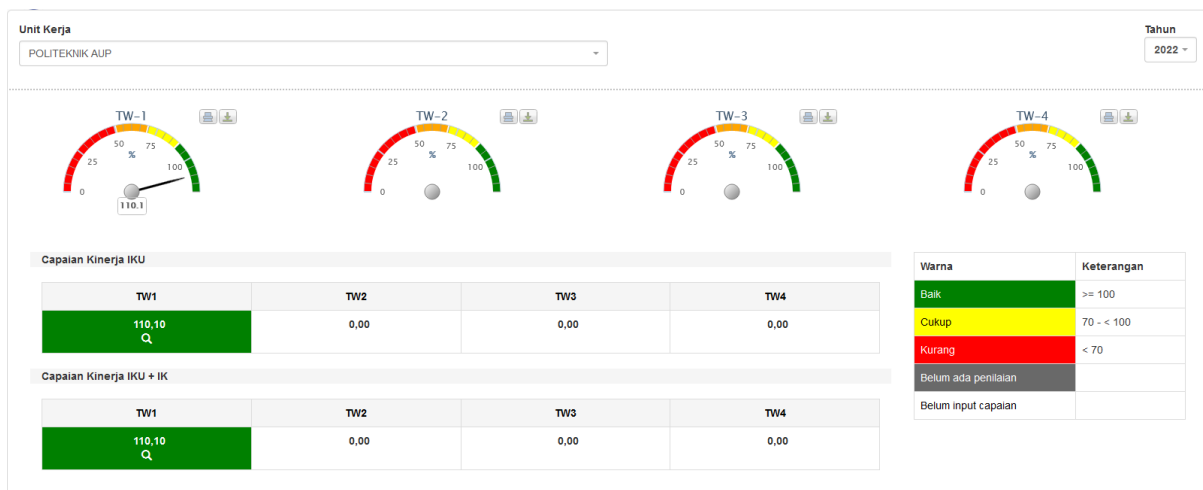 Unit Kerja
Tahun
POLITEKNIK AUP
2022
TW-1
TW-2
TW-3
TW-4
0 25 50 75 100 %
0 25 50 75 100 %
0 25 50 75 100 %
0 25 50 75 100 %
110.1
Capaian Kinerja IKU
TW1 TW2 TW3 TW4
110,10 0,00 0,00 0,00
Capaian Kinerja IKU + IK
TW1 TW2 TW3 TW4
110,10 0,00 0,00 0,00
Warna Keterangan
Baik >= 100
Cukup 70 - < 100
Kurang < 70
Belum ada penilaian
Belum input capaian